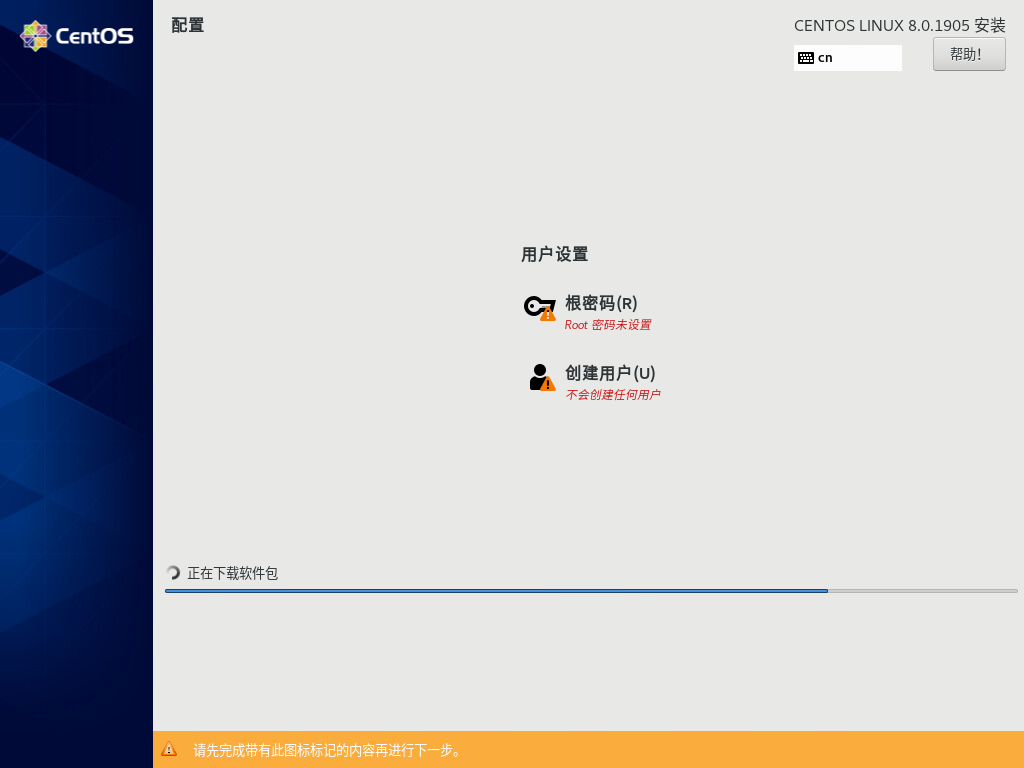 CentOS
配置
CENTOS LINUX 8.0.1905 安装
cn
帮助!
用户设置
根密码(R)
Root 密码未设置
创建用户(U)
不会创建任何用户
正在下载软件包
请先完成带有此图标标记的内容再进行下一步。